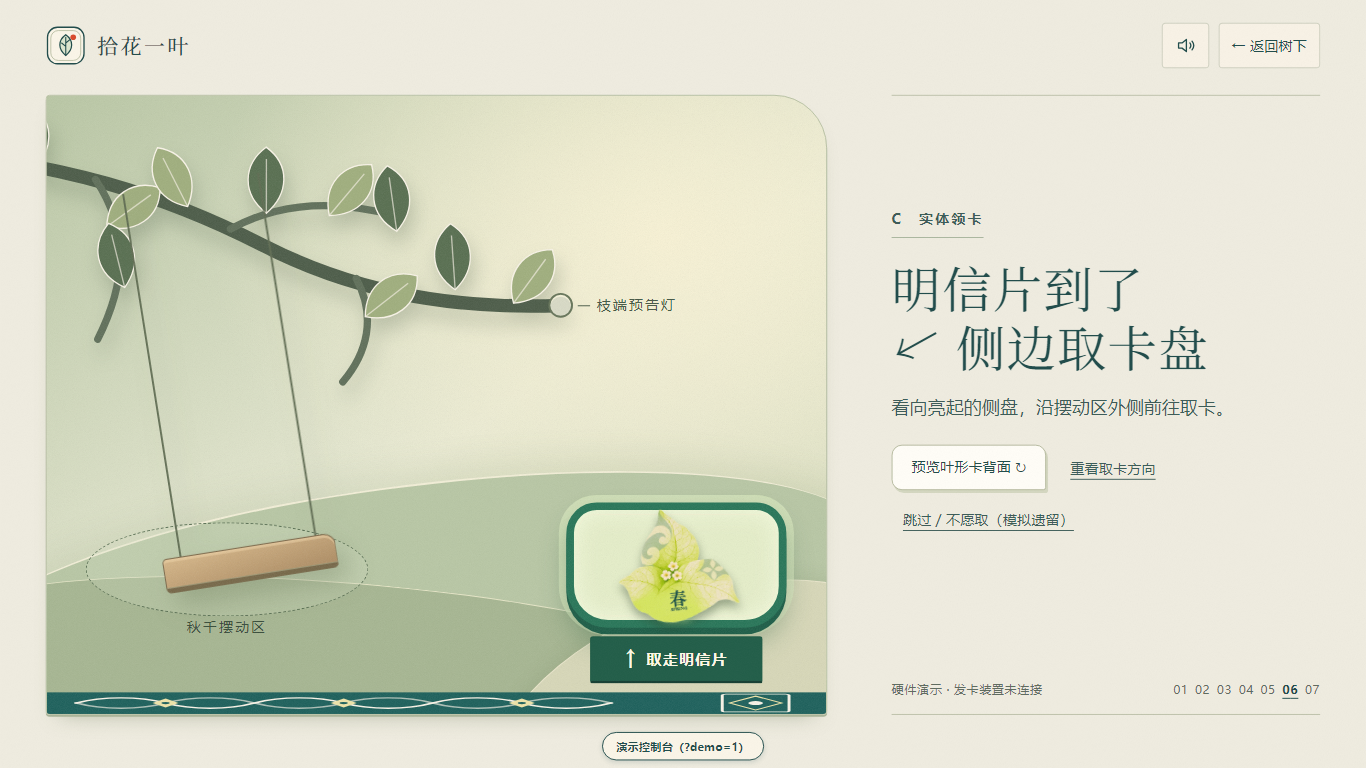 拾花一叶
← 返回树下
枝端预告灯
秋千摆动区
春
↑ 取走明信片
C 实体领卡
明信片到了
↙ 侧边取卡盘
看向亮起的侧盘，沿摆动区外侧前往取卡。
预览叶形卡背面 ↻
重看取卡方向
跳过 / 不愿取（模拟遗留）
硬件演示 · 发卡装置未连接
01 02 03 04 05 06 07
演示控制台（?demo=1）